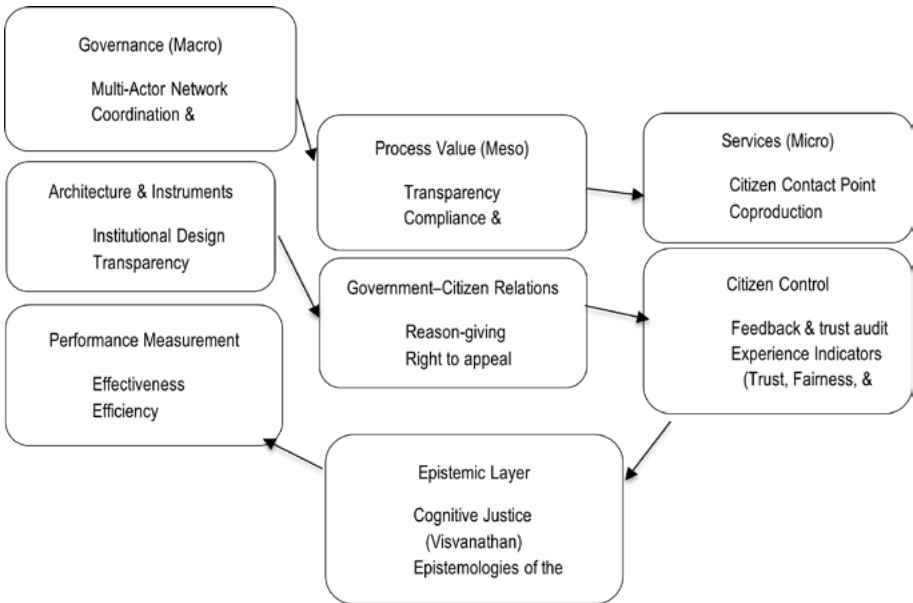 Governance (Macro)
Multi-Actor Network
Coordination &
Architecture & Instruments
Institutional Design
Transparency
Performance Measurement
Effectiveness
Efficiency
Process Value (Meso)
Transparency
Compliance &
Government–Citizen Relations
Reason-giving
Right to appeal
Services (Micro)
Citizen Contact Point
Coproduction
Citizen Control
Feedback & trust audit
Experience Indicators
(Trust, Fairness, &
Epistemic Layer
Cognitive Justice
(Visvanathan)
Epistemologies of the